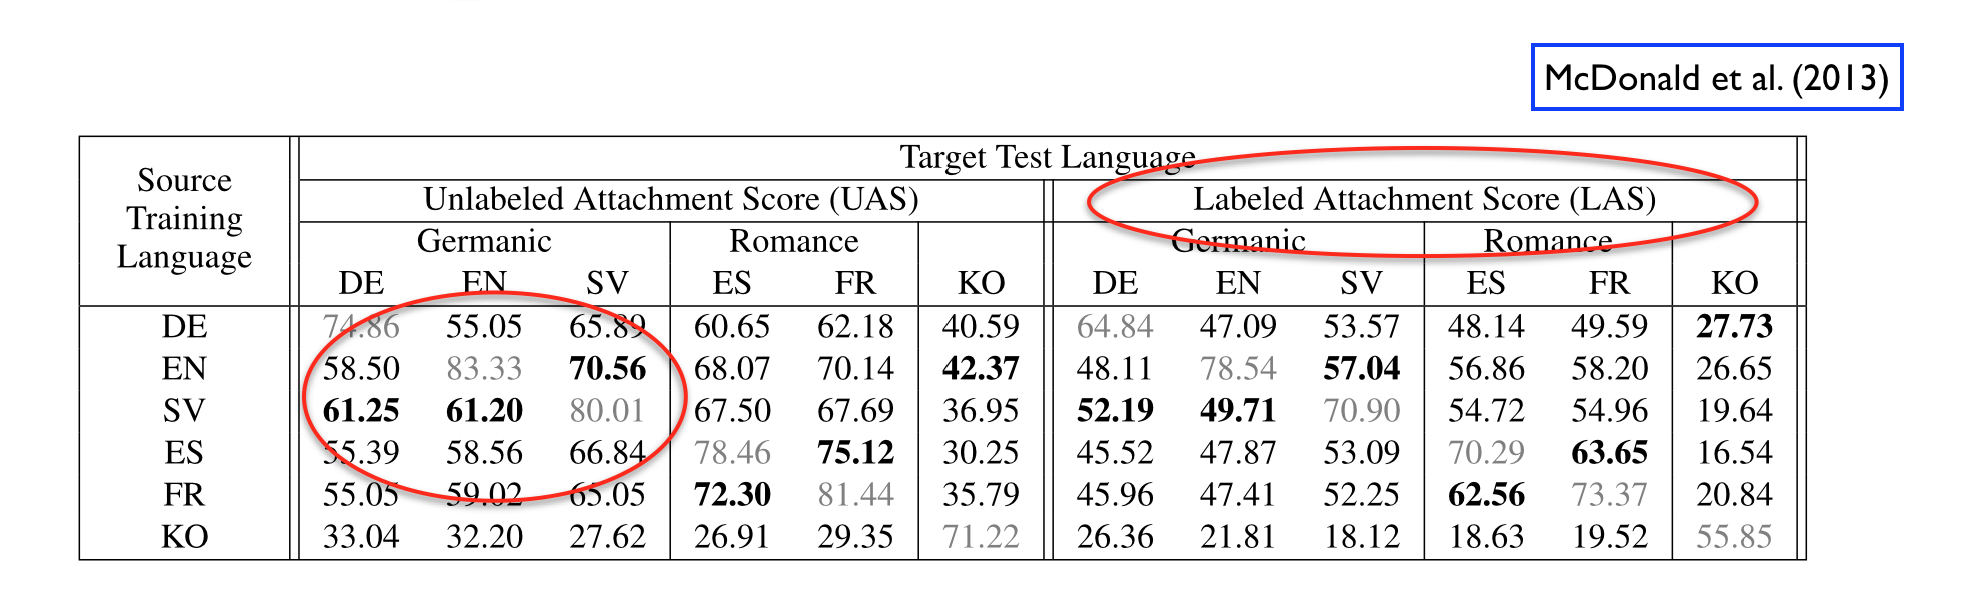 McDonald et al. (2013)
Source Training Language
Target Test Language
Unlabeled Attachment Score (UAS) Labeled Attachment Score (LAS)
Germanic Romance Germanic Romance
DE EN SV ES FR KO DE EN SV ES FR KO
DE 74.86 55.05 65.89 60.65 62.18 40.59 64.84 47.09 53.57 48.14 49.59 27.73
EN 58.50 83.33 70.56 68.07 70.14 42.37 48.11 78.54 57.04 56.86 58.20 26.65
SV 61.25 61.20 80.01 67.50 67.69 36.95 52.19 49.71 70.90 54.72 54.96 19.64
ES 55.39 58.56 66.84 78.46 75.12 30.25 45.52 47.87 53.09 70.29 63.65 16.54
FR 55.05 59.02 65.05 72.30 81.44 35.79 45.96 47.41 52.25 62.56 73.37 20.84
KO 33.04 32.20 27.62 26.91 29.35 71.22 26.36 21.81 18.12 18.63 19.52 55.85